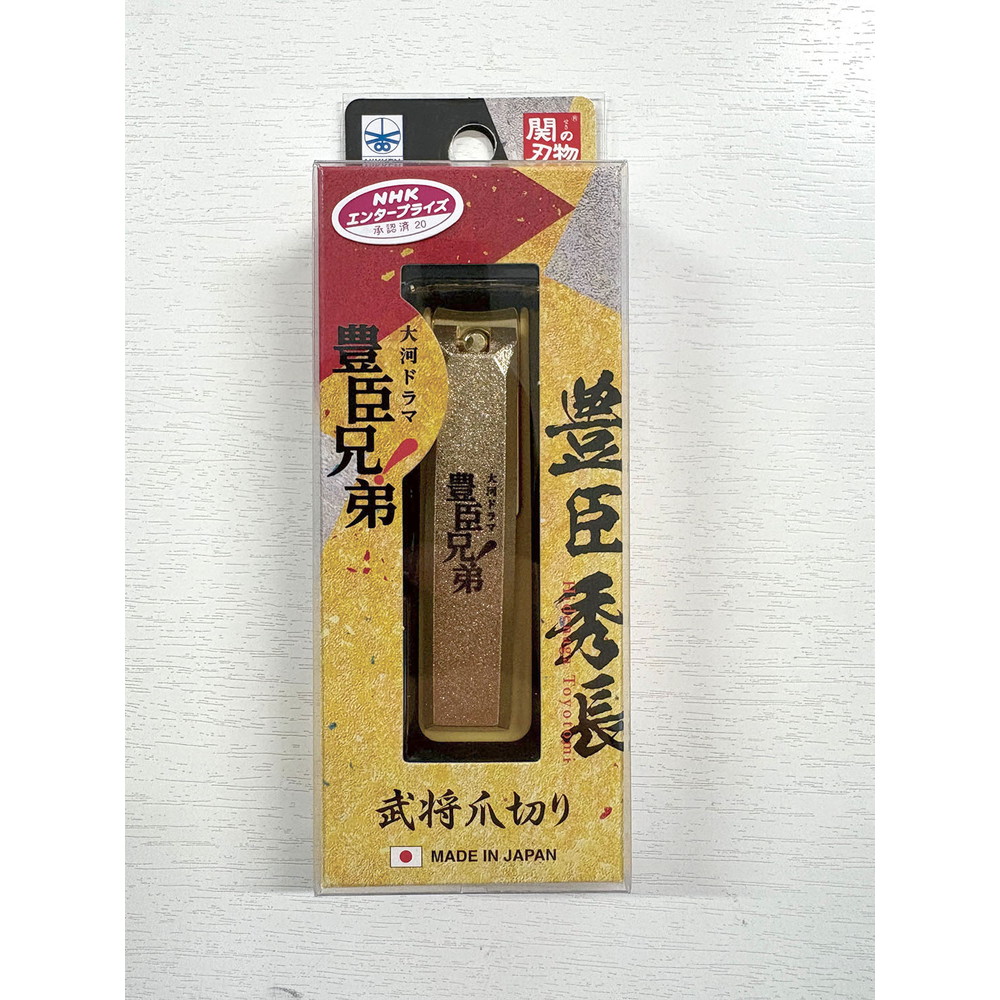 関の
刃物
NHK
エンタープライズ
承認済 20
大河ドラマ
豊臣兄弟!
大河ドラマ
豊臣兄弟!
豊臣秀長
Toyotomi
武将爪切り
MADE IN JAPAN